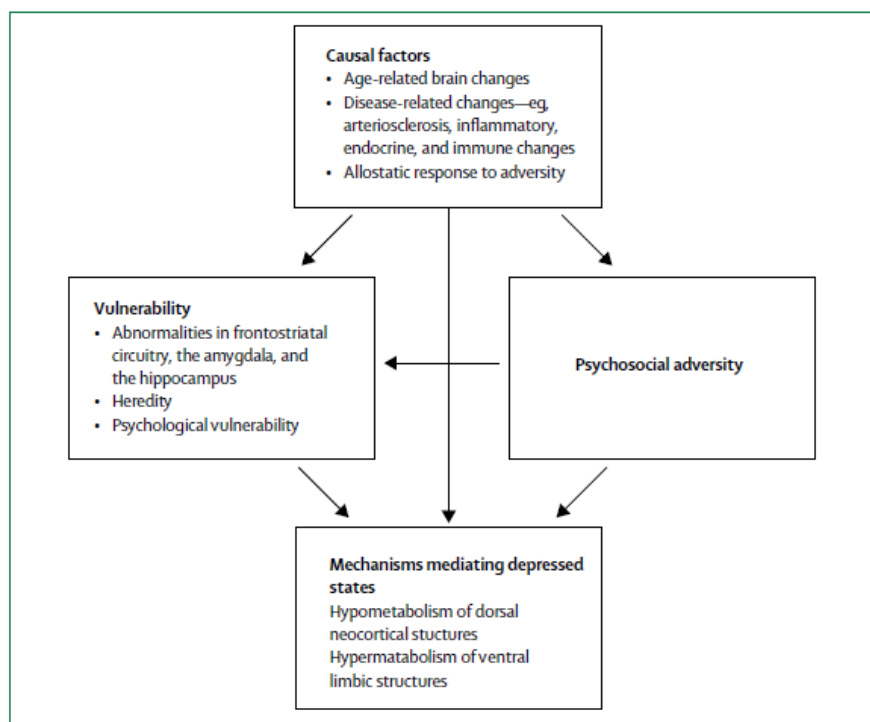 Causal factors
• Age-related brain changes
• Disease-related changes—eg,
arteriosclerosis, inflammatory,
endocrine, and immune changes
• Allostatic response to adversity
Vulnerability
• Abnormalities in frontostriatal
circuitry, the amygdala, and
the hippocampus
• Heredity
• Psychological vulnerability
Psychosocial adversity
Mechanisms mediating depressed
states
Hypometabolism of dorsal
neocortical stuctures
Hypermatabolism of ventral
limbic structures